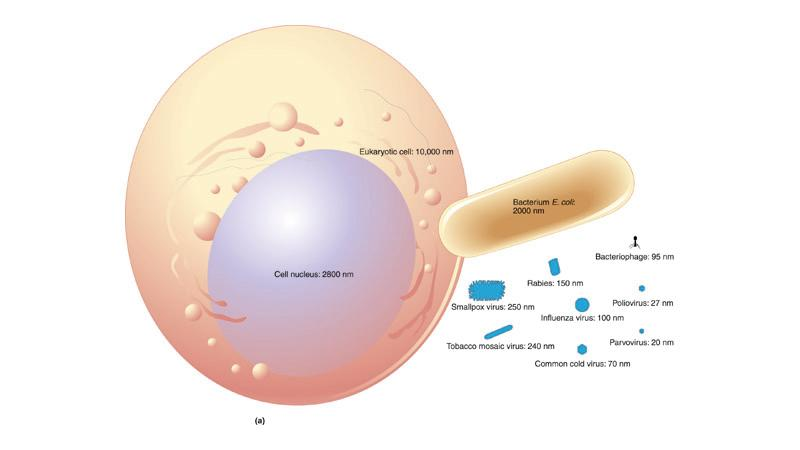 Eukaryotic cell: 10,000 nm
Bacterium E. coli:
2000 nm
Bacteriophage: 95 nm
Cell nucleus: 2800 nm
Rabies: 150 nm
Smallpox virus: 250 nm
Poliovirus: 27 nm
Influenza virus: 100 nm
Tobacco mosaic virus: 240 nm
Parvovirus: 20 nm
Common cold virus: 70 nm
(a)